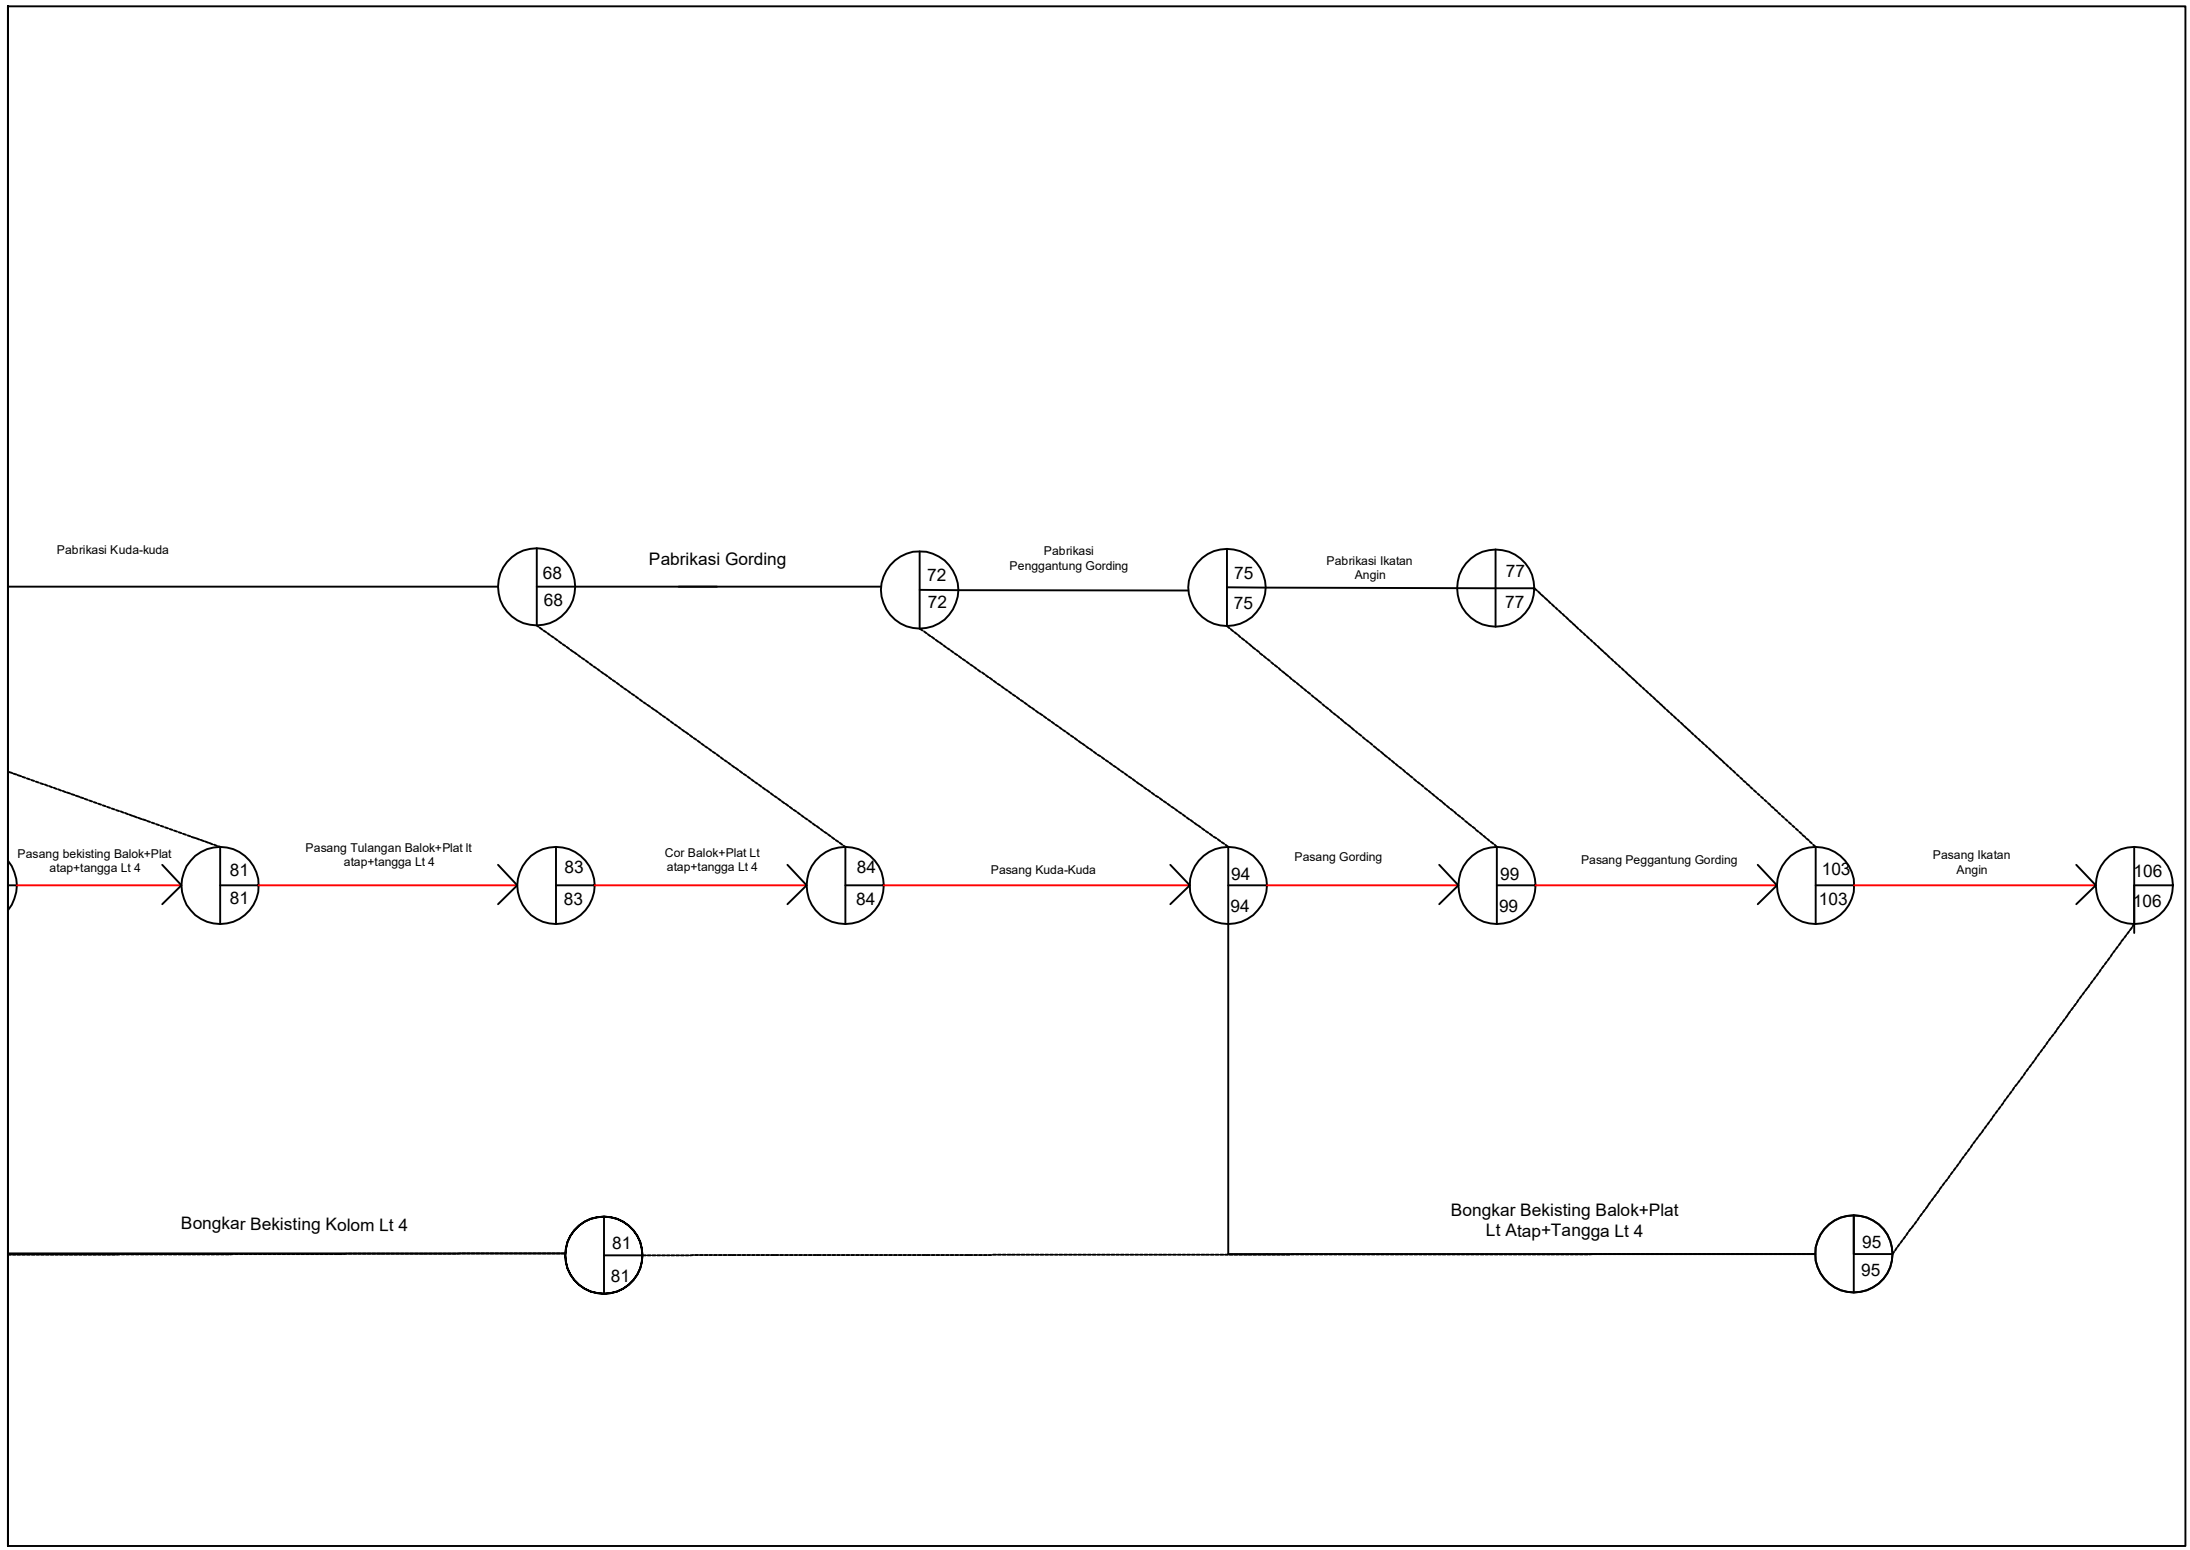 Pabrikasi Kuda-kuda
68
68
Pabrikasi Gording
72
72
Pabrikasi
Penggantung Gording
75
75
Pabrikasi Ikatan
Angin
77
77
Pasang bekisting Balok+Plat
atap+tangga Lt 4
81
81
Pasang Tulangan Balok+Plat lt
atap+tangga Lt 4
83
83
Cor Balok+Plat Lt
atap+tangga Lt 4
84
84
Pasang Kuda-Kuda
94
94
Pasang Gording
99
99
Pasang Peggantung Gording
103
103
Pasang Ikatan
Angin
106
106
Bongkar Bekisting Kolom Lt 4
81
81
Bongkar Bekisting Balok+Plat
Lt Atap+Tangga Lt 4
95
95